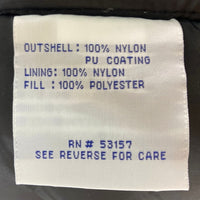 OUTSHELL: 100% NYLON
PU COATING
LINING: 100% NYLON
FILL : 100% POLYESTER
RN # 53157
SEE REVERSE FOR CARE